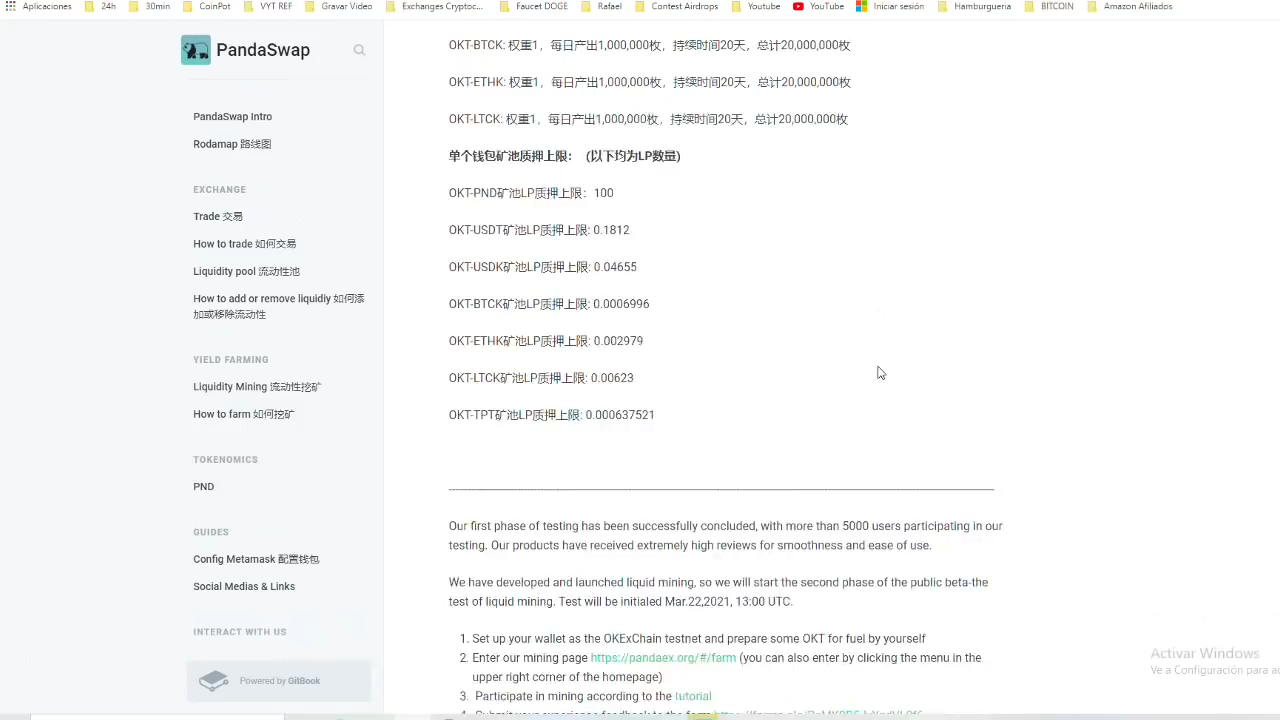 Aplicaciones 24h 30min CoinPot VYT REF Gravar Video Exchanges Cryptoc... Faucet DOGE Rafael Contest Airdrops Youtube YouTube Iniciar sesión Hamburgueria BITCOIN Amazon Afiliados
PandaSwap
PandaSwap Intro
Rodamap 路线图
EXCHANGE
Trade 交易
How to trade 如何交易
Liquidity pool 流动性池
How to add or remove liquidiy 如何添
加或移除流动性
YIELD FARMING
Liquidity Mining 流动性挖矿
How to farm 如何挖矿
TOKENOMICS
PND
GUIDES
Config Metamask 配置钱包
Social Medias & Links
INTERACT WITH US
Powered by GitBook
OKT-BTCK: 权重1，每日产出1,000,000枚，持续时间20天，总计20,000,000枚
OKT-ETHK: 权重1，每日产出1,000,000枚，持续时间20天，总计20,000,000枚
OKT-LTCK: 权重1，每日产出1,000,000枚，持续时间20天，总计20,000,000枚
单个钱包矿池质押上限：（以下均为LP数量)
OKT-PND矿池LP质押上限：100
OKT-USDT矿池LP质押上限: 0.1812
OKT-USDK矿池LP质押上限: 0.04655
OKT-BTCK矿池LP质押上限: 0.0006996
OKT-ETHK矿池LP质押上限: 0.002979
OKT-LTCK矿池LP质押上限: 0.00623
OKT-TPT矿池LP质押上限: 0.000637521
Our first phase of testing has been successfully concluded, with more than 5000 users participating in our
testing. Our products have received extremely high reviews for smoothness and ease of use.
We have developed and launched liquid mining, so we will start the second phase of the public beta-the
test of liquid mining. Test will be initialed Mar.22,2021, 13:00 UTC.
1. Set up your wallet as the OKExChain testnet and prepare some OKT for fuel by yourself
2. Enter our mining page https://pandaex.org/#/farm (you can also enter by clicking the menu in the
upper right corner of the homepage)
3. Participate in mining according to the tutorial
4. Submit your experience feedback to the form
Activar Windows
Ve a Configuración para ac